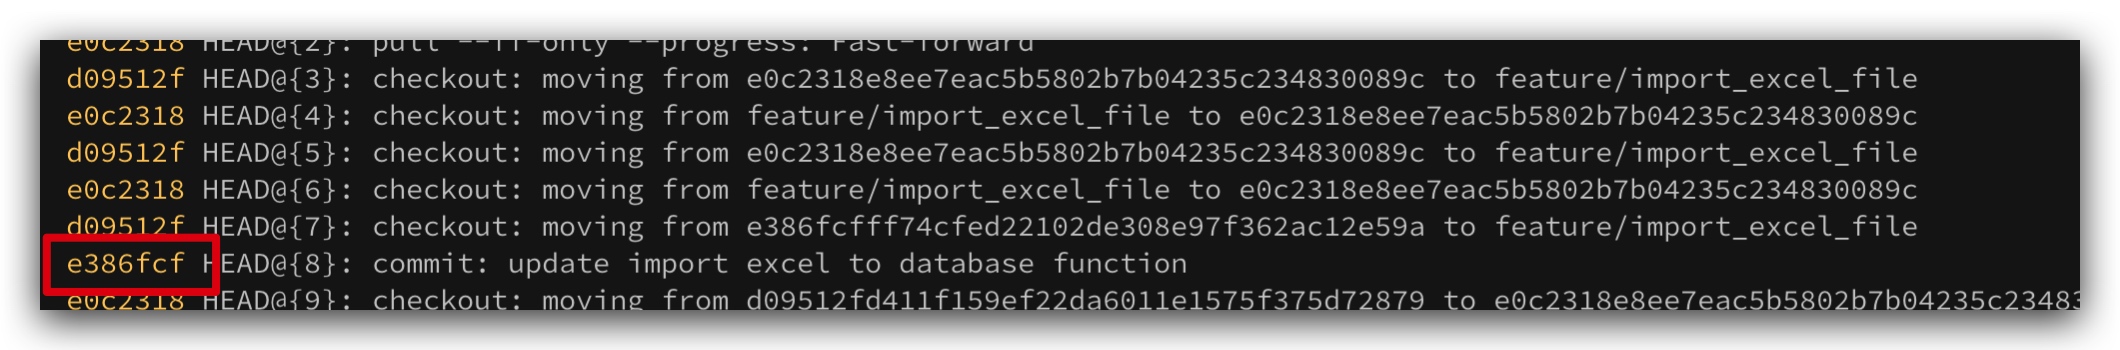 e0c2318 HEAD@{2}: pull --ff-only --progress: Fast-forward
d09512f HEAD@{3}: checkout: moving from e0c2318e8ee7eac5b5802b7b04235c234830089c to feature/import_excel_file
e0c2318 HEAD@{4}: checkout: moving from feature/import_excel_file to e0c2318e8ee7eac5b5802b7b04235c234830089c
d09512f HEAD@{5}: checkout: moving from e0c2318e8ee7eac5b5802b7b04235c234830089c to feature/import_excel_file
e0c2318 HEAD@{6}: checkout: moving from feature/import_excel_file to e0c2318e8ee7eac5b5802b7b04235c234830089c
d09512f HEAD@{7}: checkout: moving from e386fcfff74cfed22102de308e97f362ac12e59a to feature/import_excel_file
e386fcf HEAD@{8}: commit: update import excel to database function
e0c2318 HEAD@{9}: checkout: moving from d09512fd411f159ef22da6011e1575f375d72879 to e0c2318e8ee7eac5b5802b7b04235c23483